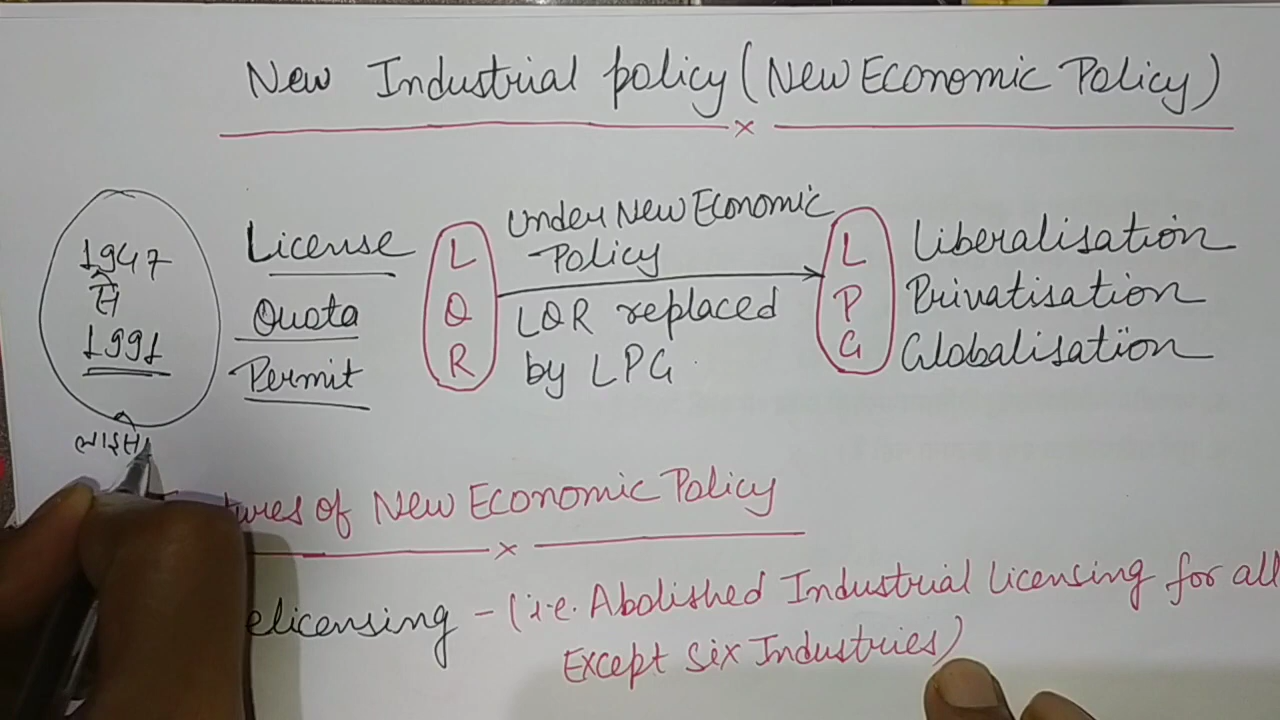 New Industrial policy (New Economic Policy)
1947
से
1991
License
Quota
Permit
L
Q
R
Under New Economic
Policy
LQR replaced
by LPG
L
P
G
Liberalisation
Privatisation
Globalisation
of New Economic Policy
elicensing - (i.e. Abolished Industrial licensing for all
Except six Industries)